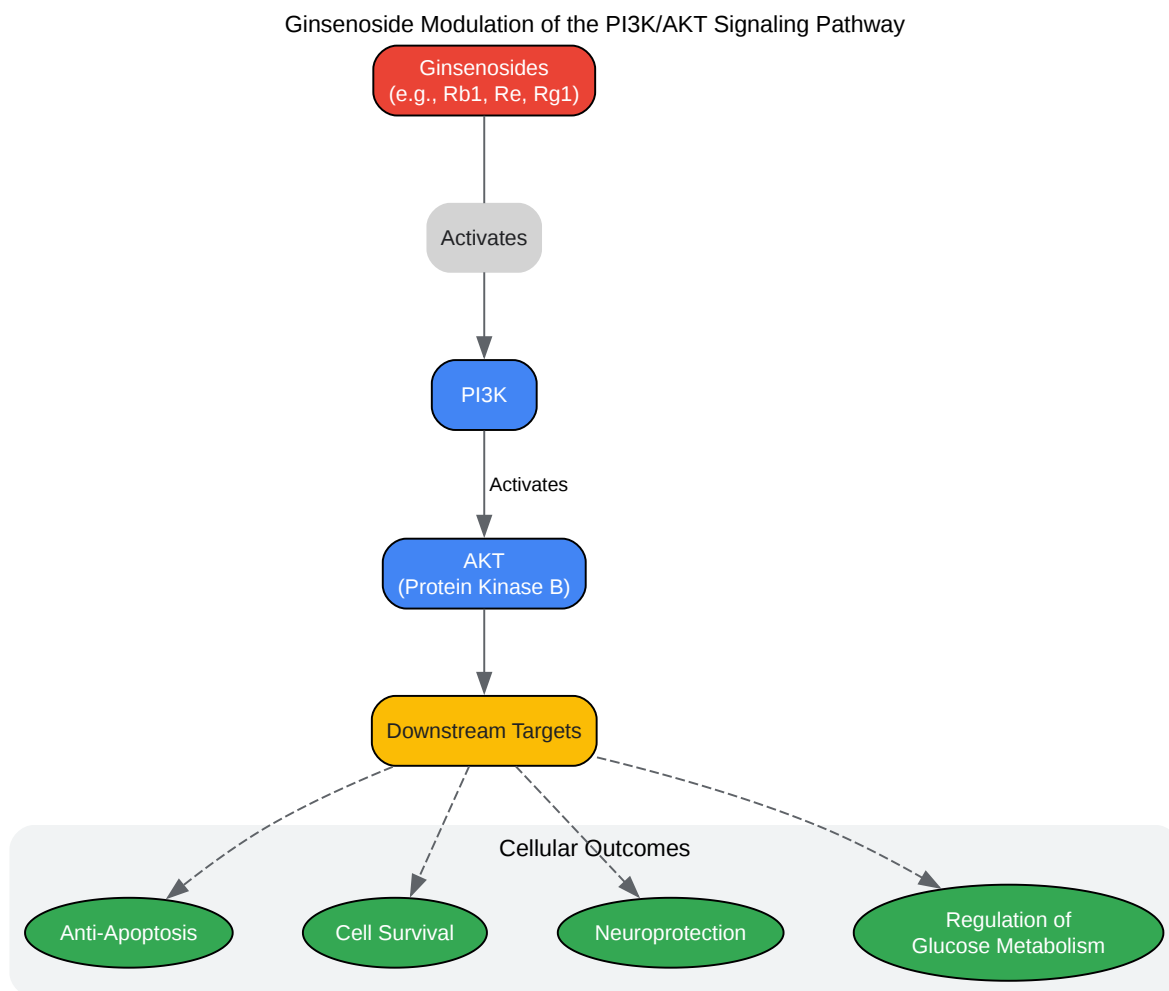 Ginsenoside Modulation of the PI3K/AKT Signaling Pathway
Ginsenosides
(e.g., Rb1, Re, Rg1)
Activates
PI3K
Activates
AKT
(Protein Kinase B)
Downstream Targets
Cellular Outcomes
Anti-Apoptosis
Cell Survival
Neuroprotection
Regulation of
Glucose Metabolism